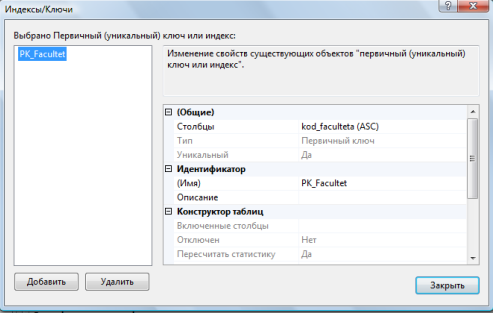 Индексы/Ключи
Выбрано Первичный (уникальный) ключ или индекс:
PK_Facultet
Изменение свойств существующих объектов "первичный (уникальный)
ключ или индекс".
(Общие)
Столбцы kod_faculteta (ASC)
Тип Первичный ключ
Уникальный Да
Идентификатор
(Имя) PK_Facultet
Описание
Конструктор таблиц
Включенные столбцы
Отключен Нет
Пересчитать статистику Да
Добавить Удалить Закрыть